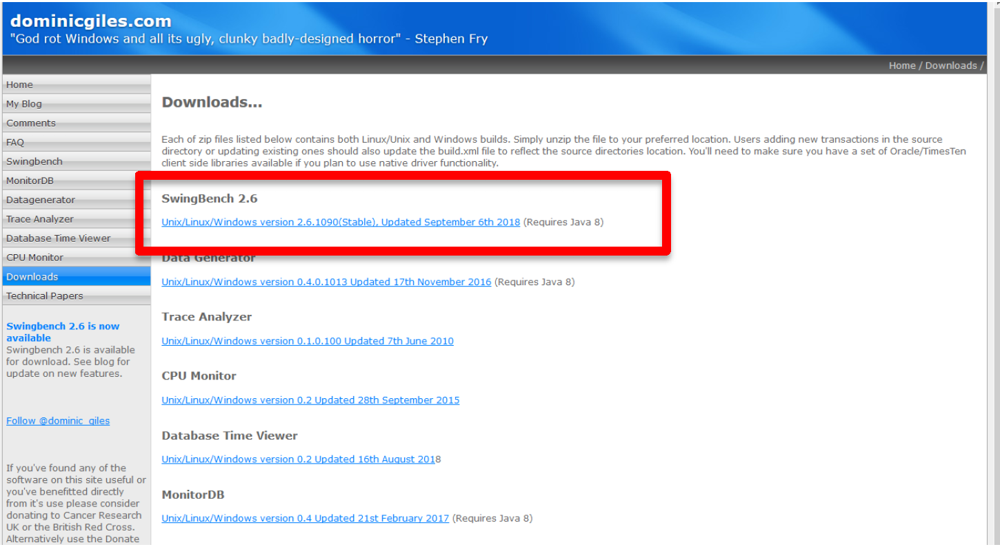 dominicgiles.com
"God rot Windows and all its ugly, clunky badly-designed horror" - Stephen Fry
Home / Downloads /
Home
My Blog
Comments
FAQ
Swingbench
MonitorDB
Datagenerator
Trace Analyzer
Database Time Viewer
CPU Monitor
Downloads
Technical Papers
Swingbench 2.6 is now
available
Swingbench 2.6 is available
for download. See blog for
update on new features.
Follow @dominic_giles
If you've found any of the
software on this site useful or
you've benefitted directly
from it's use please consider
donating to Cancer Research
UK or the British Red Cross.
Alternatively use the Donate
Downloads...
Each of zip files listed below contains both Linux/Unix and Windows builds. Simply unzip the file to your preferred location. Users adding new transactions in the source
directory or updating existing ones should also update the build.xml file to reflect the source directories location. You'll need to make sure you have a set of Oracle/TimesTen
client side libraries available if you plan to use native driver functionality.
SwingBench 2.6
Unix/Linux/Windows version 2.6.1090(Stable), Updated September 6th 2018 (Requires Java 8)
Data Generator
Unix/Linux/Windows version 0.4.0.1013 Updated 17th November 2016 (Requires Java 8)
Trace Analyzer
Unix/Linux/Windows version 0.1.0.100 Updated 7th June 2010
CPU Monitor
Unix/Linux/Windows version 0.2 Updated 28th September 2015
Database Time Viewer
Unix/Linux/Windows version 0.2 Updated 16th August 2018
MonitorDB
Unix/Linux/Windows version 0.4 Updated 21st February 2017 (Requires Java 8)